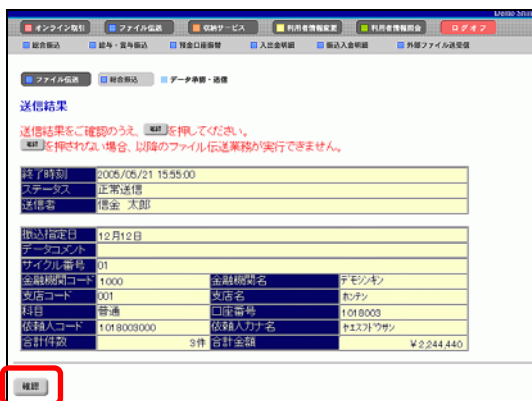 Demo Shin
オンライン取引 ファイル伝送 収納サービス 利用者情報変更 利用者情報照会 ログオフ
総合振込 給与・賞与振込 預金口座振替 入出金明細 振込入金明細 外部ファイル送受信
ファイル伝送 総合振込 データ承認・送信
送信結果
送信結果をご確認のうえ、 確認 を押してください。
確認 を押されない場合、以降のファイル伝送業務が実行できません。
終了時刻 2005/05/21 15:55:00
ステータス 正常送信
送信者 信金 太郎
振込指定日 12月12日
データコメント
サイクル番号 01
金融機関コード 1000 金融機関名 デモシンキン
支店コード 001 支店名 ホンテン
科目 普通 口座番号 1018003
依頼人コード 1018003000 依頼人カナ名 ヤエスフドウサン
合計件数 3件 合計金額 ¥2,244,440
確認